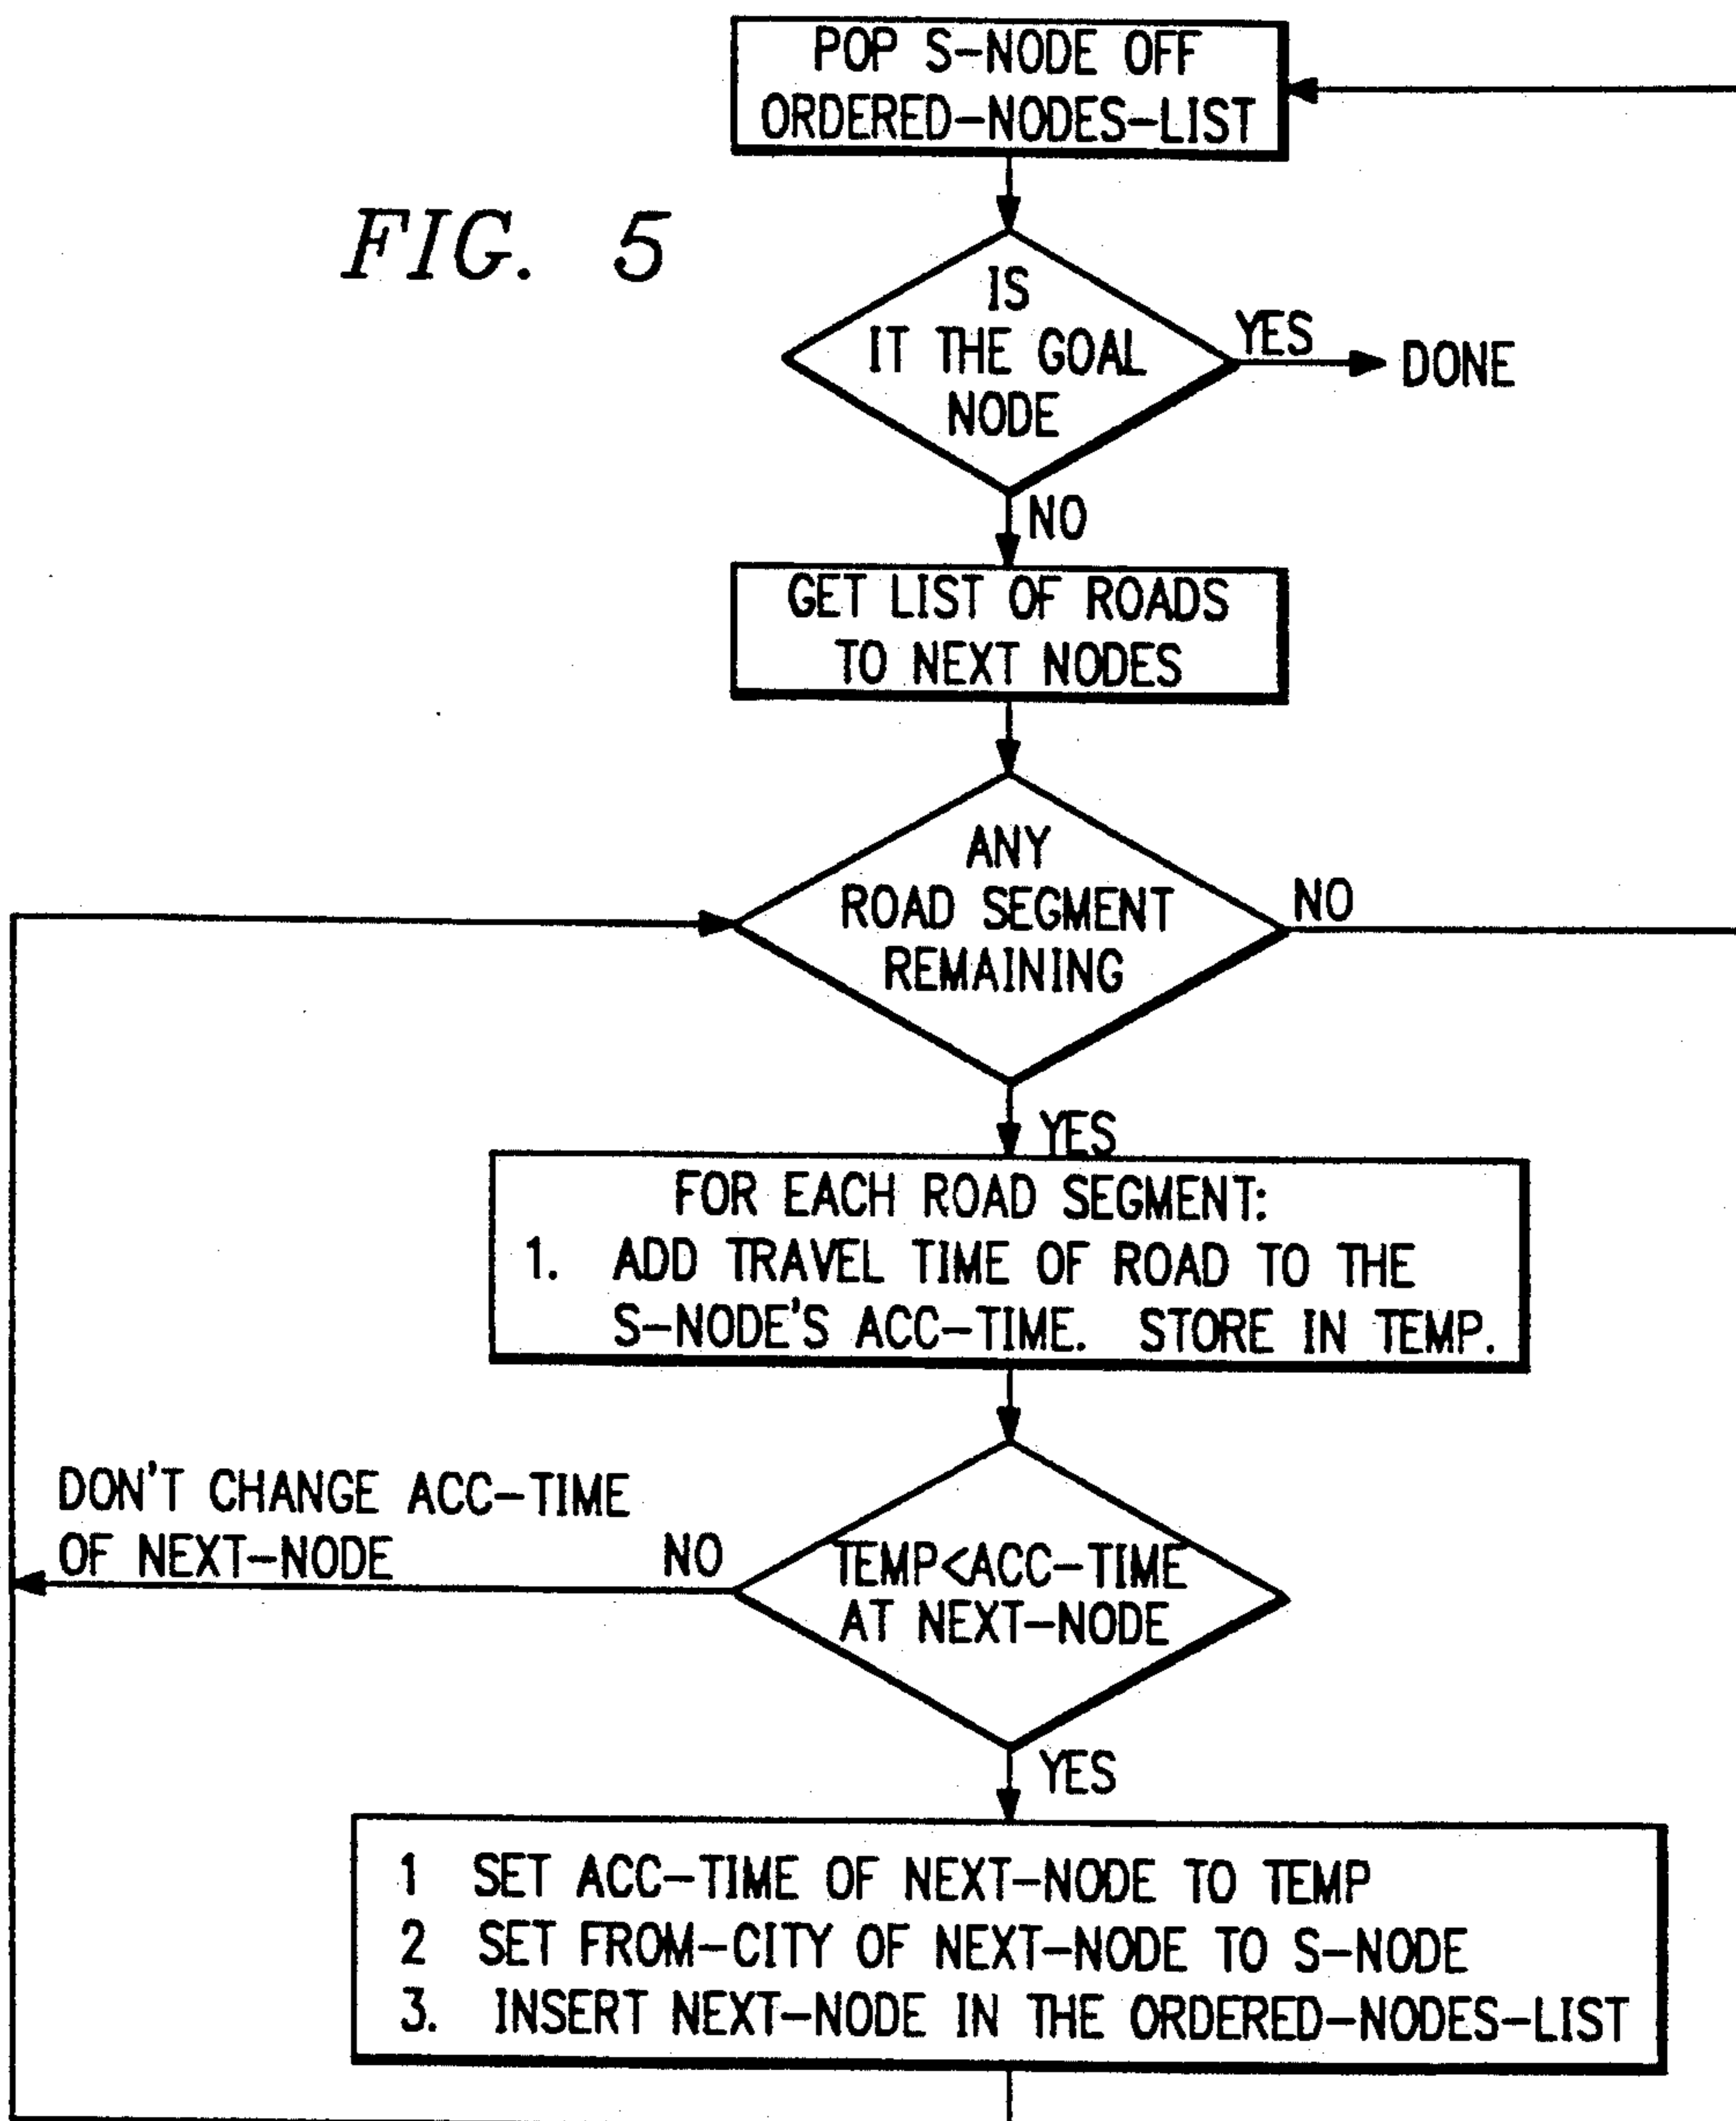 POP S-NODE OFF
ORDERED-NODES-LIST
FIG. 5
IS
IT THE GOAL
NODE
YES
DONE
NO
GET LIST OF ROADS
TO NEXT NODES
ANY
ROAD SEGMENT
REMAINING
NO
YES
FOR EACH ROAD SEGMENT:
1. ADD TRAVEL TIME OF ROAD TO THE
S-NODE'S ACC-TIME. STORE IN TEMP.
DON'T CHANGE ACC-TIME
OF NEXT-NODE
NO
TEMP<ACC-TIME
AT NEXT-NODE
YES
1 SET ACC-TIME OF NEXT-NODE TO TEMP
2 SET FROM-CITY OF NEXT-NODE TO S-NODE
3. INSERT NEXT-NODE IN THE ORDERED-NODES-LIST